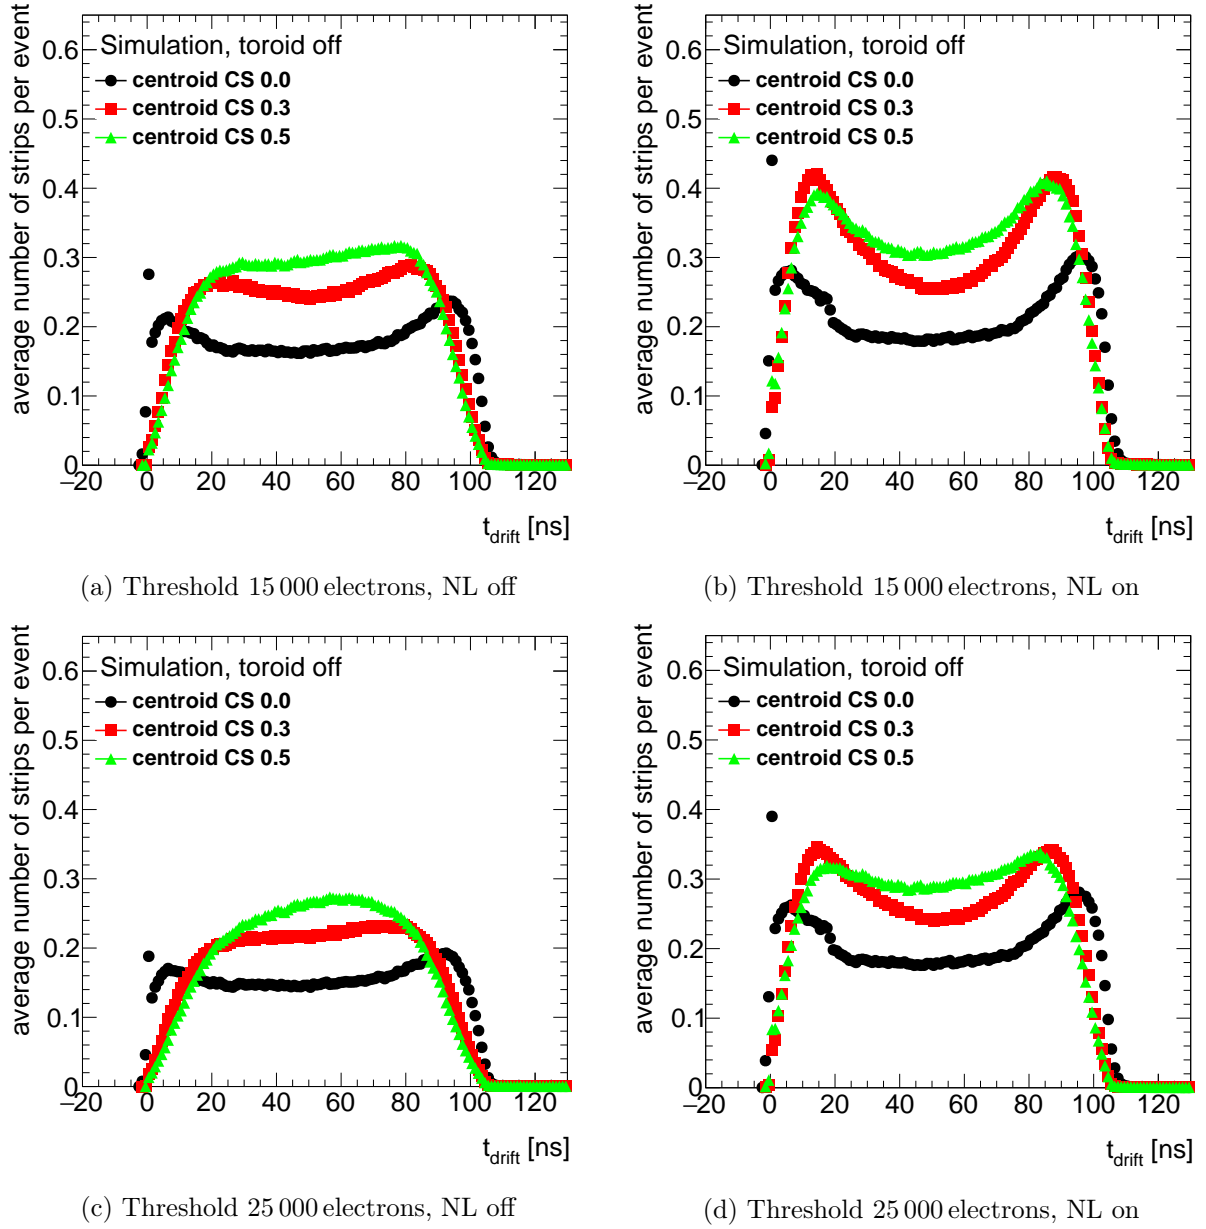 average number of strips per event
Simulation, toroid off
centroid CS 0.0
centroid CS 0.3
centroid CS 0.5
0.6
0.5
0.4
0.3
0.2
0.1
0
−20 0 20 40 60 80 100 120
t_drift [ns]
(a) Threshold 15 000 electrons, NL off
average number of strips per event
Simulation, toroid off
centroid CS 0.0
centroid CS 0.3
centroid CS 0.5
0.6
0.5
0.4
0.3
0.2
0.1
0
−20 0 20 40 60 80 100 120
t_drift [ns]
(b) Threshold 15 000 electrons, NL on
average number of strips per event
Simulation, toroid off
centroid CS 0.0
centroid CS 0.3
centroid CS 0.5
0.6
0.5
0.4
0.3
0.2
0.1
0
−20 0 20 40 60 80 100 120
t_drift [ns]
(c) Threshold 25 000 electrons, NL off
average number of strips per event
Simulation, toroid off
centroid CS 0.0
centroid CS 0.3
centroid CS 0.5
0.6
0.5
0.4
0.3
0.2
0.1
0
−20 0 20 40 60 80 100 120
t_drift [ns]
(d) Threshold 25 000 electrons, NL on